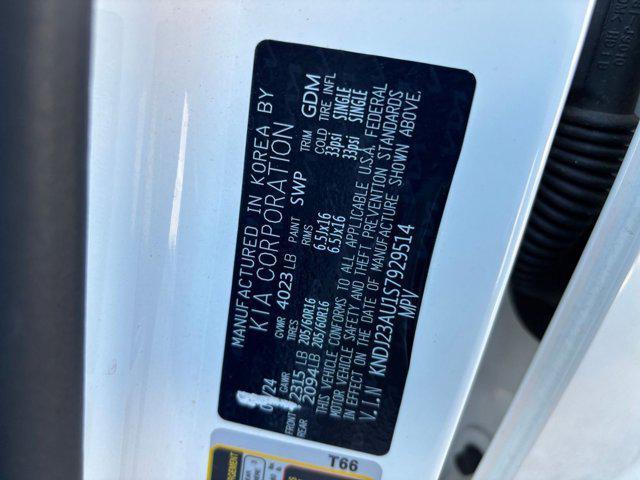 MANUFACTURED IN KOREA BY
KIA CORPORATION
GVWR 4023 LB PAINT SWP TRIM GDM
GAWR TIRES RIMS COLD TIRE INFL
FRONT 2315 LB 205/60R16 6.5Jx16 33psi SINGLE
REAR 2094LB 205/60R16 6.5Jx16 33psi SINGLE
THIS VEHICLE CONFORMS TO ALL APPLICABLE U.S.A. FEDERAL
MOTOR VEHICLE SAFETY AND THEFT PREVENTION STANDARDS
IN EFFECT ON THE DATE OF MANUFACTURE SHOWN ABOVE.
V.I.N KNDJ23AU1S7929514
MPV
T66